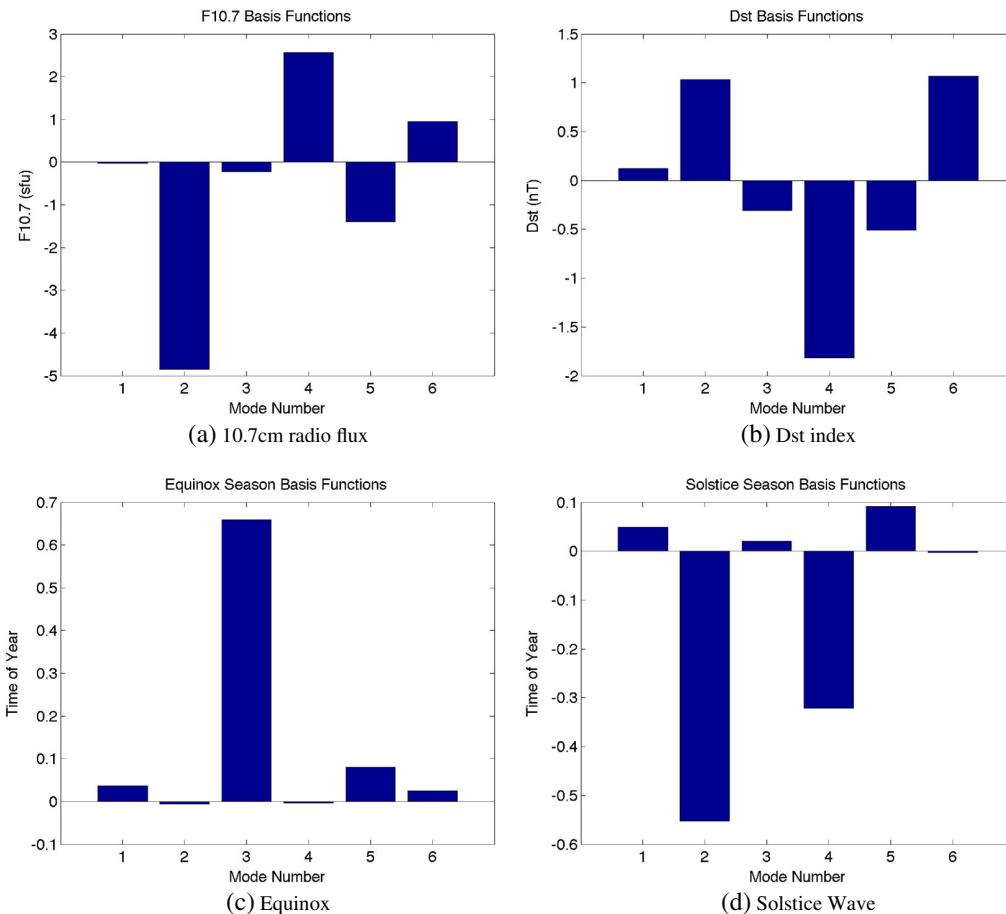 F10.7 Basis Functions
3
2
1
0
-1
-2
-3
-4
-5
F10.7 (sfu)
1 2 3 4 5 6
Mode Number
(a) 10.7cm radio flux
Dst Basis Functions
1.5
1
0.5
0
-0.5
-1
-1.5
-2
Dst (nT)
1 2 3 4 5 6
Mode Number
(b) Dst index
Equinox Season Basis Functions
0.7
0.6
0.5
0.4
0.3
0.2
0.1
0
-0.1
Time of Year
1 2 3 4 5 6
Mode Number
(c) Equinox
Solstice Season Basis Functions
0.1
0
-0.1
-0.2
-0.3
-0.4
-0.5
-0.6
Time of Year
1 2 3 4 5 6
Mode Number
(d) Solstice Wave